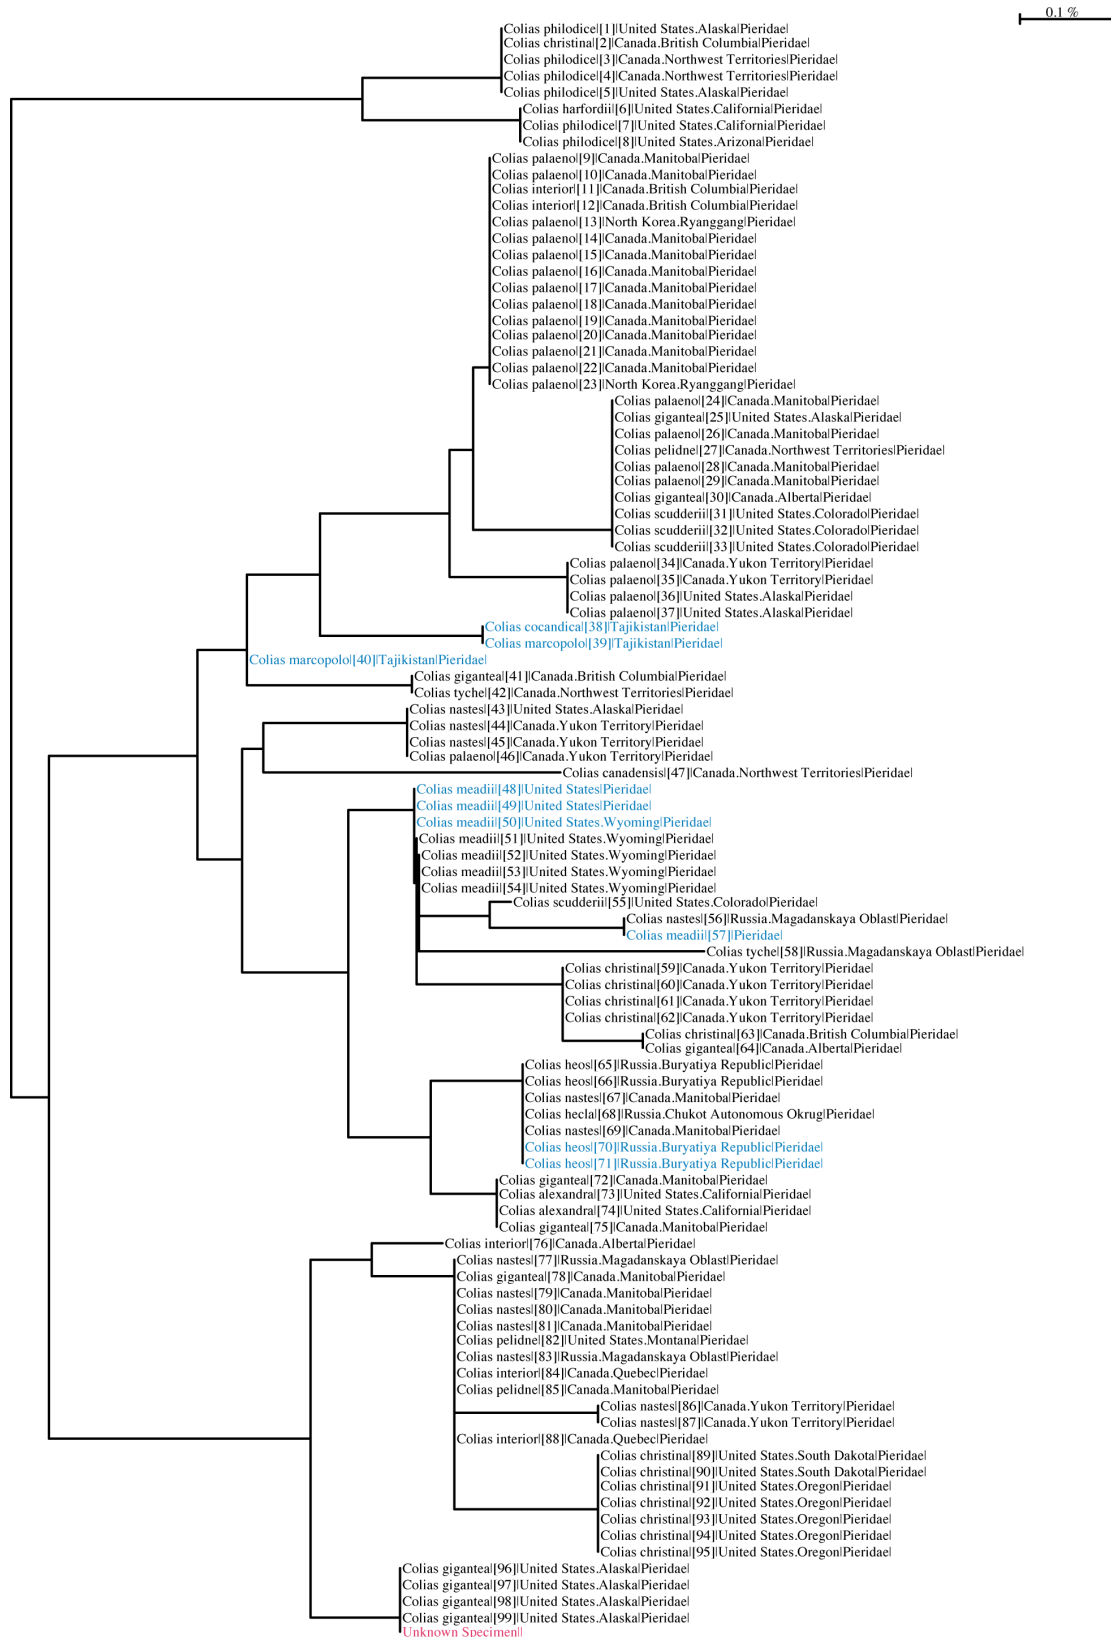 0.1 %
Colias philodice|[1]|United States.Alaska|Pieridae|
Colias christina|[2]|Canada.British Columbia|Pieridae|
Colias philodice|[3]|Canada.Northwest Territories|Pieridae|
Colias philodice|[4]|Canada.Northwest Territories|Pieridae|
Colias philodice|[5]|United States.Alaska|Pieridae|
Colias harfordii|[6]|United States.California|Pieridae|
Colias philodice|[7]|United States.California|Pieridae|
Colias philodice|[8]|United States.Arizona|Pieridae|
Colias palaeno|[9]|Canada.Manitoba|Pieridae|
Colias palaeno|[10]|Canada.Manitoba|Pieridae|
Colias interior|[11]|Canada.British Columbia|Pieridae|
Colias interior|[12]|Canada.British Columbia|Pieridae|
Colias palaeno|[13]|North Korea.Ryanggang|Pieridae|
Colias palaeno|[14]|Canada.Manitoba|Pieridae|
Colias palaeno|[15]|Canada.Manitoba|Pieridae|
Colias palaeno|[16]|Canada.Manitoba|Pieridae|
Colias palaeno|[17]|Canada.Manitoba|Pieridae|
Colias palaeno|[18]|Canada.Manitoba|Pieridae|
Colias palaeno|[19]|Canada.Manitoba|Pieridae|
Colias palaeno|[20]|Canada.Manitoba|Pieridae|
Colias palaeno|[21]|Canada.Manitoba|Pieridae|
Colias palaeno|[22]|Canada.Manitoba|Pieridae|
Colias palaeno|[23]|North Korea.Ryanggang|Pieridae|
Colias palaeno|[24]|Canada.Manitoba|Pieridae|
Colias gigantea|[25]|United States.Alaska|Pieridae|
Colias palaeno|[26]|Canada.Manitoba|Pieridae|
Colias pelidne|[27]|Canada.Northwest Territories|Pieridae|
Colias palaeno|[28]|Canada.Manitoba|Pieridae|
Colias palaeno|[29]|Canada.Manitoba|Pieridae|
Colias gigantea|[30]|Canada.Alberta|Pieridae|
Colias scudderii|[31]|United States.Colorado|Pieridae|
Colias scudderii|[32]|United States.Colorado|Pieridae|
Colias scudderii|[33]|United States.Colorado|Pieridae|
Colias palaeno|[34]|Canada.Yukon Territory|Pieridae|
Colias palaeno|[35]|Canada.Yukon Territory|Pieridae|
Colias palaeno|[36]|United States.Alaska|Pieridae|
Colias palaeno|[37]|United States.Alaska|Pieridae|
Colias cocandica|[38]|Tajikistan|Pieridae|
Colias marcopolo|[39]|Tajikistan|Pieridae|
Colias marcopolo|[40]|Tajikistan|Pieridae|
Colias gigantea|[41]|Canada.British Columbia|Pieridae|
Colias tyche|[42]|Canada.Northwest Territories|Pieridae|
Colias nastes|[43]|United States.Alaska|Pieridae|
Colias nastes|[44]|Canada.Yukon Territory|Pieridae|
Colias nastes|[45]|Canada.Yukon Territory|Pieridae|
Colias palaeno|[46]|Canada.Yukon Territory|Pieridae|
Colias canadensis|[47]|Canada.Northwest Territories|Pieridae|
Colias meadii|[48]|United States|Pieridae|
Colias meadii|[49]|United States|Pieridae|
Colias meadii|[50]|United States.Wyoming|Pieridae|
Colias meadii|[51]|United States.Wyoming|Pieridae|
Colias meadii|[52]|United States.Wyoming|Pieridae|
Colias meadii|[53]|United States.Wyoming|Pieridae|
Colias meadii|[54]|United States.Wyoming|Pieridae|
Colias scudderii|[55]|United States.Colorado|Pieridae|
Colias nastes|[56]|Russia.Magadanskaya Oblast|Pieridae|
Colias meadii|[57]|Pieridae|
Colias tyche|[58]|Russia.Magadanskaya Oblast|Pieridae|
Colias christina|[59]|Canada.Yukon Territory|Pieridae|
Colias christina|[60]|Canada.Yukon Territory|Pieridae|
Colias christina|[61]|Canada.Yukon Territory|Pieridae|
Colias christina|[62]|Canada.Yukon Territory|Pieridae|
Colias christina|[63]|Canada.British Columbia|Pieridae|
Colias gigantea|[64]|Canada.Alberta|Pieridae|
Colias heos|[65]|Russia.Buryatiya Republic|Pieridae|
Colias heos|[66]|Russia.Buryatiya Republic|Pieridae|
Colias nastes|[67]|Canada.Manitoba|Pieridae|
Colias hecla|[68]|Russia.Chukot Autonomous Okrug|Pieridae|
Colias nastes|[69]|Canada.Manitoba|Pieridae|
Colias heos|[70]|Russia.Buryatiya Republic|Pieridae|
Colias heos|[71]|Russia.Buryatiya Republic|Pieridae|
Colias gigantea|[72]|Canada.Manitoba|Pieridae|
Colias alexandra|[73]|United States.California|Pieridae|
Colias alexandra|[74]|United States.California|Pieridae|
Colias gigantea|[75]|Canada.Manitoba|Pieridae|
Colias interior|[76]|Canada.Alberta|Pieridae|
Colias nastes|[77]|Russia.Magadanskaya Oblast|Pieridae|
Colias gigantea|[78]|Canada.Manitoba|Pieridae|
Colias nastes|[79]|Canada.Manitoba|Pieridae|
Colias nastes|[80]|Canada.Manitoba|Pieridae|
Colias nastes|[81]|Canada.Manitoba|Pieridae|
Colias pelidne|[82]|United States.Montana|Pieridae|
Colias nastes|[83]|Russia.Magadanskaya Oblast|Pieridae|
Colias interior|[84]|Canada.Quebec|Pieridae|
Colias pelidne|[85]|Canada.Manitoba|Pieridae|
Colias nastes|[86]|Canada.Yukon Territory|Pieridae|
Colias nastes|[87]|Canada.Yukon Territory|Pieridae|
Colias interior|[88]|Canada.Quebec|Pieridae|
Colias christina|[89]|United States.South Dakota|Pieridae|
Colias christina|[90]|United States.South Dakota|Pieridae|
Colias christina|[91]|United States.Oregon|Pieridae|
Colias christina|[92]|United States.Oregon|Pieridae|
Colias christina|[93]|United States.Oregon|Pieridae|
Colias christina|[94]|United States.Oregon|Pieridae|
Colias christina|[95]|United States.Oregon|Pieridae|
Colias gigantea|[96]|United States.Alaska|Pieridae|
Colias gigantea|[97]|United States.Alaska|Pieridae|
Colias gigantea|[98]|United States.Alaska|Pieridae|
Colias gigantea|[99]|United States.Alaska|Pieridae|
Unknown Specimen||